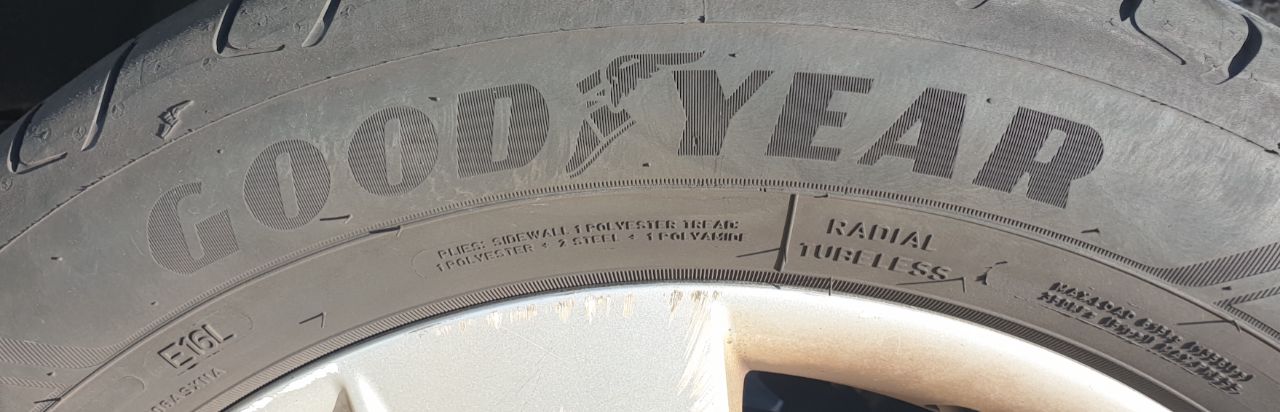 GOODYEAR
PLIES: SIDEWALL 1 POLYESTER TREAD:
1 POLYESTER + 2 STEEL + 1 POLYAMID
RADIAL
TUBELESS
E16L